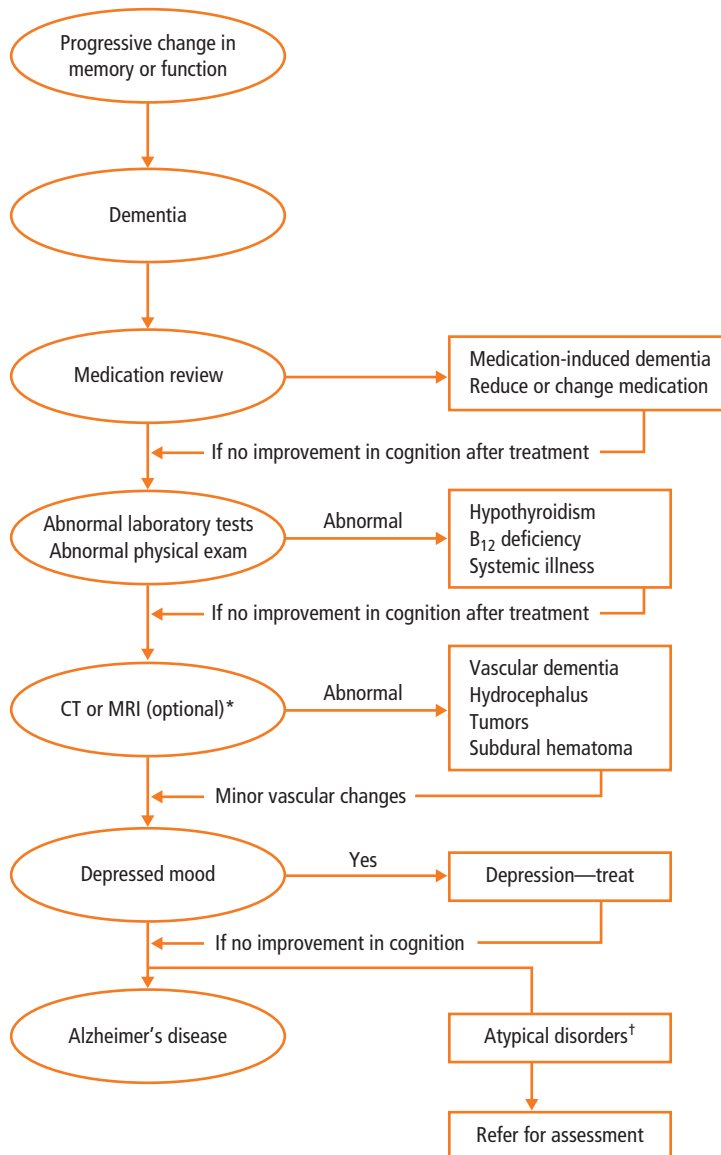 Progressive change in
memory or function
Dementia
Medication review
Medication-induced dementia
Reduce or change medication
If no improvement in cognition after treatment
Abnormal laboratory tests
Abnormal physical exam
Abnormal
Hypothyroidism
B₁₂ deficiency
Systemic illness
If no improvement in cognition after treatment
CT or MRI (optional)*
Abnormal
Vascular dementia
Hydrocephalus
Tumors
Subdural hematoma
Minor vascular changes
Depressed mood
Yes
Depression—treat
If no improvement in cognition
Alzheimer's disease
Atypical disorders†
Refer for assessment